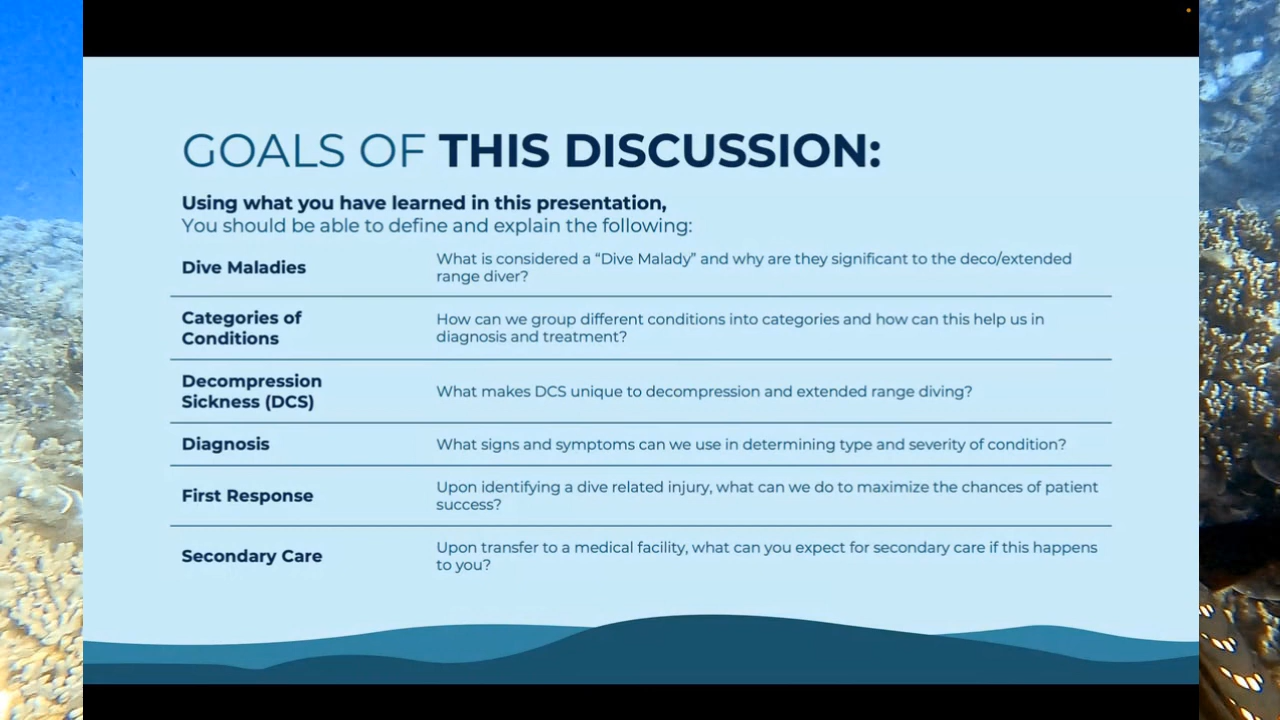 GOALS OF THIS DISCUSSION:
Using what you have learned in this presentation,
You should be able to define and explain the following:
Dive Maladies
What is considered a “Dive Malady” and why are they significant to the deco/extended
range diver?
Categories of
Conditions
How can we group different conditions into categories and how can this help us in
diagnosis and treatment?
Decompression
Sickness (DCS)
What makes DCS unique to decompression and extended range diving?
Diagnosis
What signs and symptoms can we use in determining type and severity of condition?
First Response
Upon identifying a dive related injury, what can we do to maximize the chances of patient
success?
Secondary Care
Upon transfer to a medical facility, what can you expect for secondary care if this happens
to you?